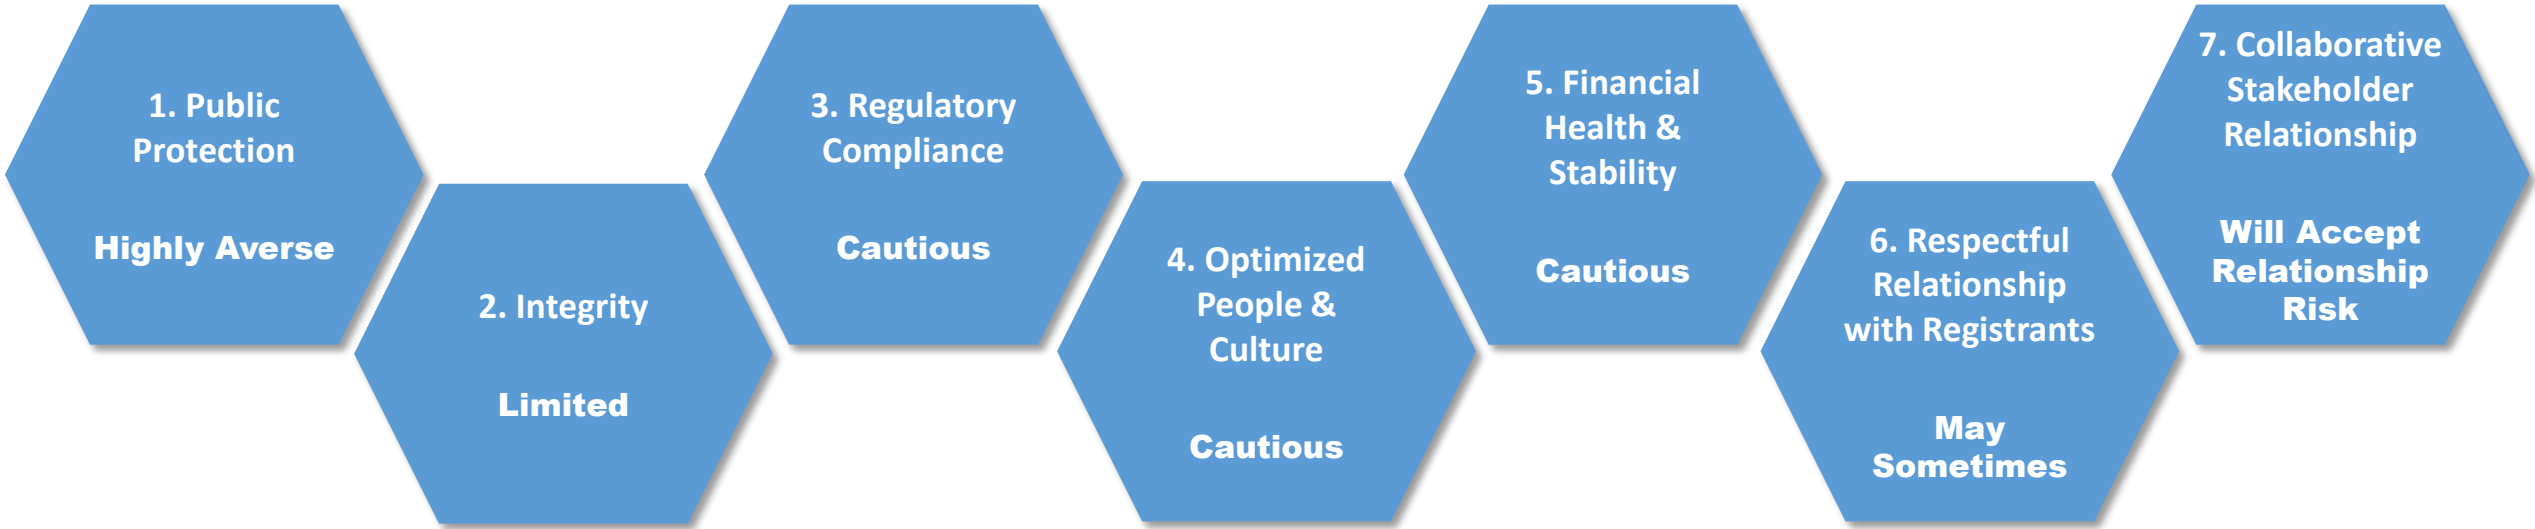 1. Public
Protection
Highly Averse
2. Integrity
Limited
3. Regulatory
Compliance
Cautious
4. Optimized
People &
Culture
Cautious
5. Financial
Health &
Stability
Cautious
6. Respectful
Relationship
with Registrants
May
Sometimes
7. Collaborative
Stakeholder
Relationship
Will Accept
Relationship
Risk